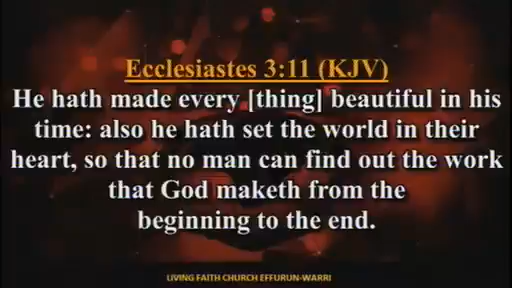 Ecclesiastes 3:11 (KJV)
He hath made every [thing] beautiful in his
time: also he hath set the world in their
heart, so that no man can find out the work
that God maketh from the
beginning to the end.
LIVING FAITH CHURCH EFFURUN-WARRI